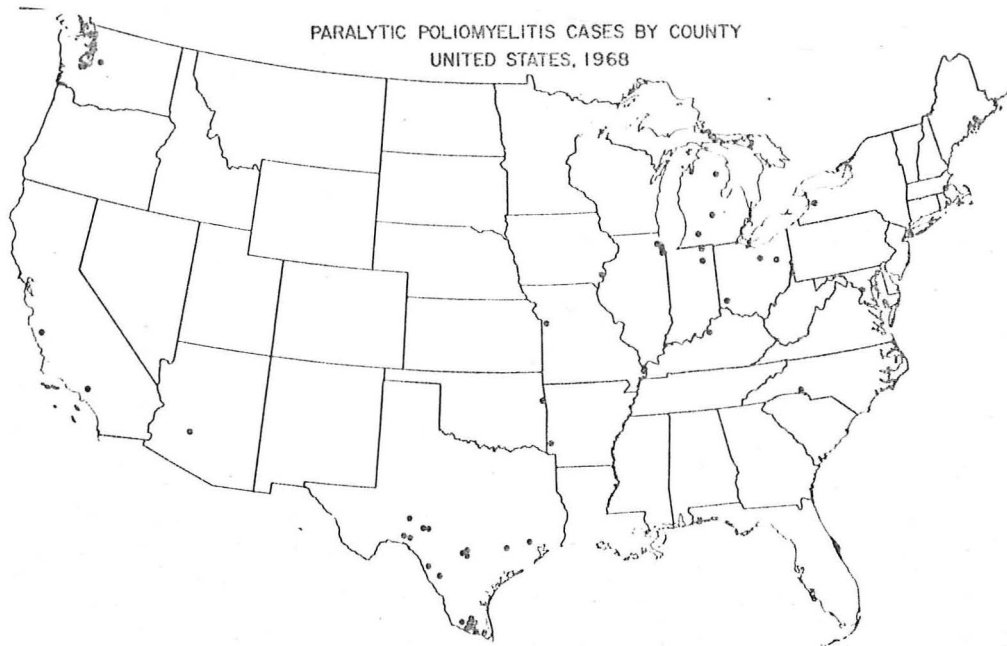 PARALYTIC POLIOMYELITIS CASES BY COUNTY
UNITED STATES, 1968